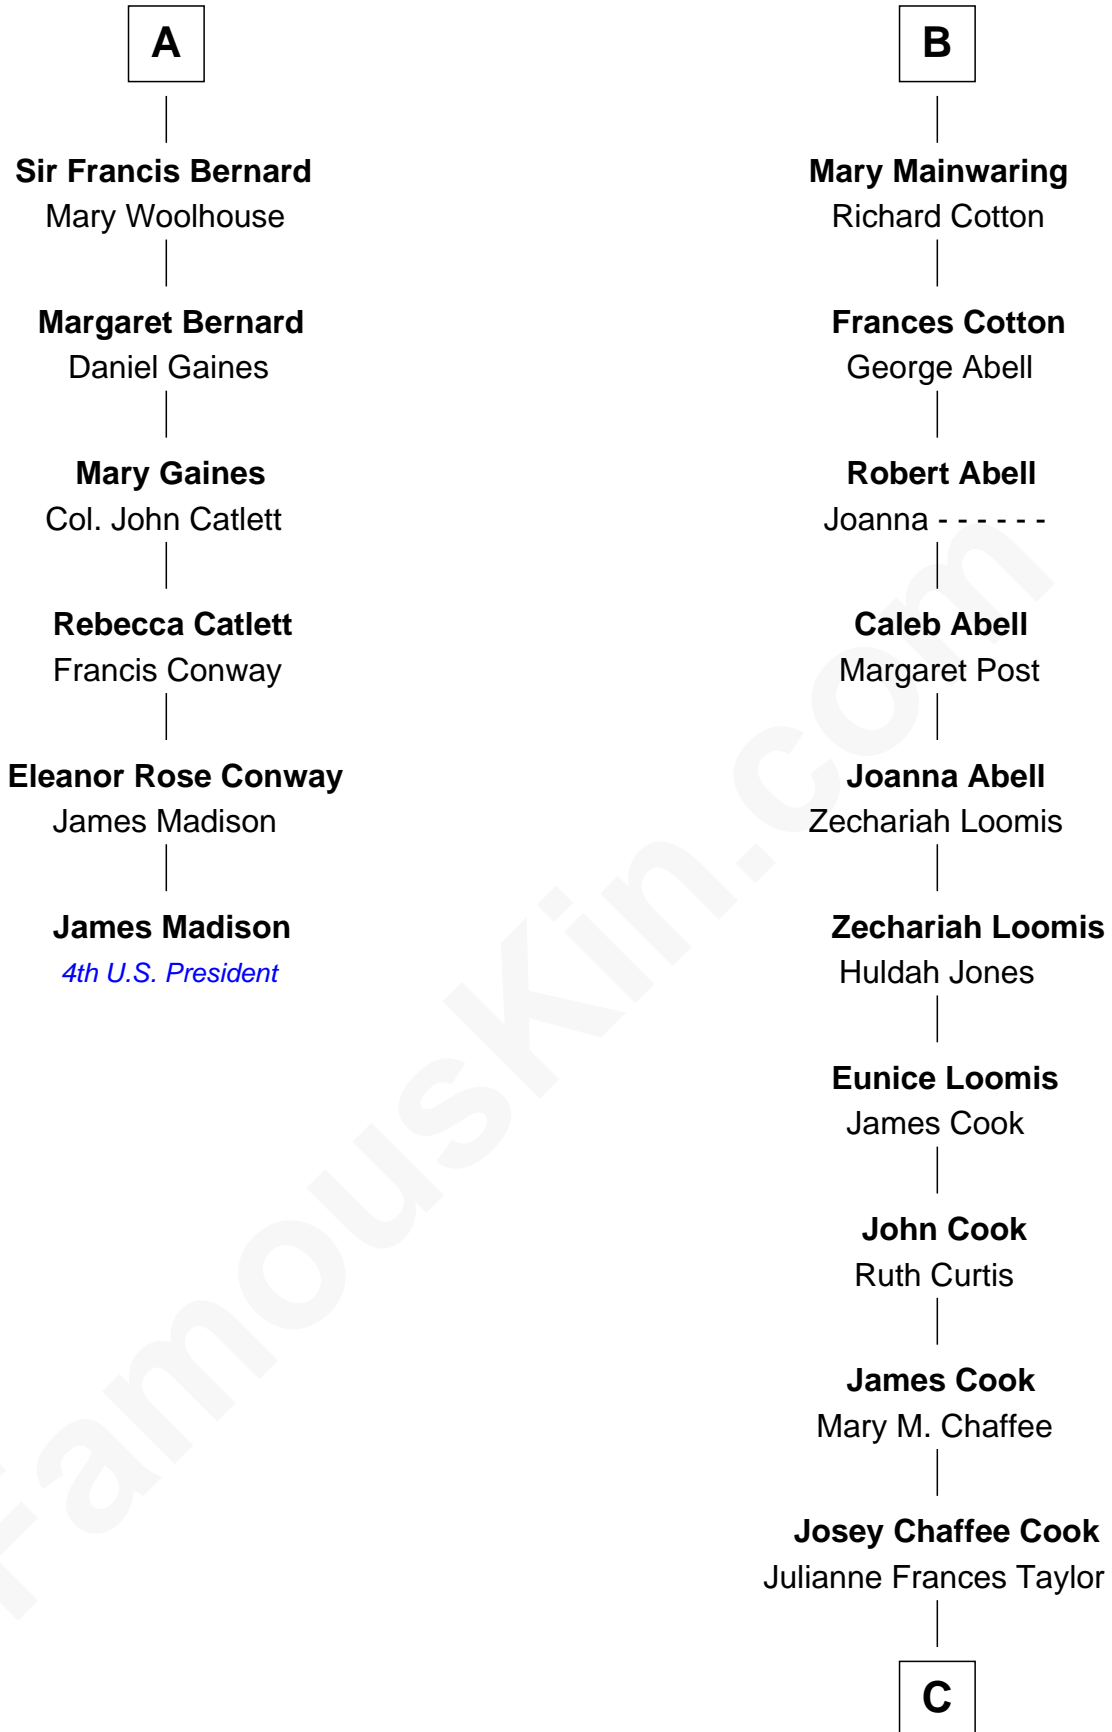 A
Sir Francis Bernard
Mary Woolhouse
Margaret Bernard
Daniel Gaines
Mary Gaines
Col. John Catlett
Rebecca Catlett
Francis Conway
Eleanor Rose Conway
James Madison
James Madison
4th U.S. President
B
Mary Mainwaring
Richard Cotton
Frances Cotton
George Abell
Robert Abell
Joanna - - - - - -
Caleb Abell
Margaret Post
Joanna Abell
Zechariah Loomis
Zechariah Loomis
Huldah Jones
Eunice Loomis
James Cook
John Cook
Ruth Curtis
James Cook
Mary M. Chaffee
Josey Chaffee Cook
Julianne Frances Taylor
C
FamousKin.com